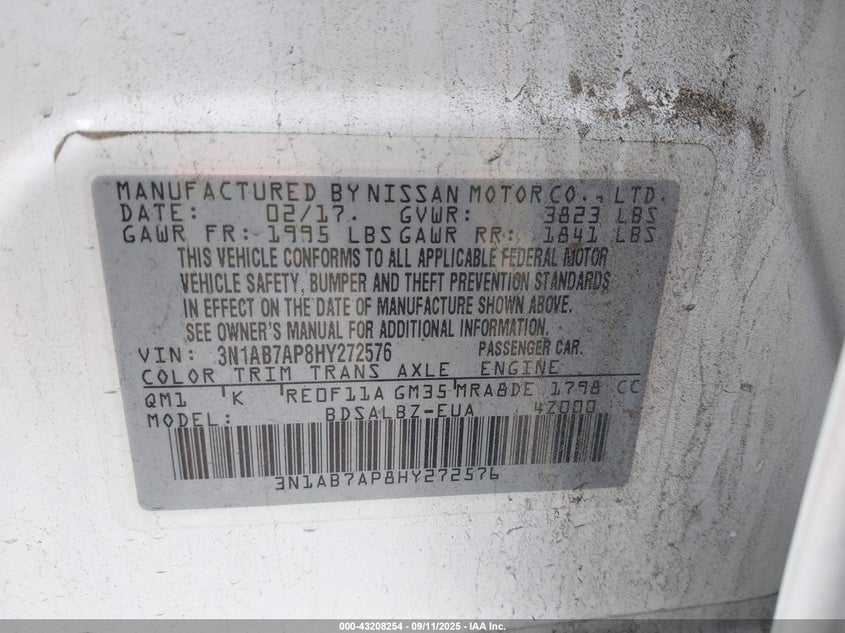 MANUFACTURED BY NISSAN MOTOR CO., LTD.
DATE: 02/17. GVWR: 3823 LBS
GAWR FR: 1995 LBS GAWR RR: 1841 LBS
THIS VEHICLE CONFORMS TO ALL APPLICABLE FEDERAL MOTOR
VEHICLE SAFETY, BUMPER AND THEFT PREVENTION STANDARDS
IN EFFECT ON THE DATE OF MANUFACTURE SHOWN ABOVE.
SEE OWNER'S MANUAL FOR ADDITIONAL INFORMATION.
VIN: 3N1AB7AP8HY272576 PASSENGER CAR.
COLOR TRIM TRANS AXLE ENGINE
QM1 K RE0F11A GM35 MRA8DE 1798 CC
MODEL: BDSALBZ-EUA 4Z000
3N1AB7AP8HY272576
000-43208254 - 09/11/2025 - IAA Inc.